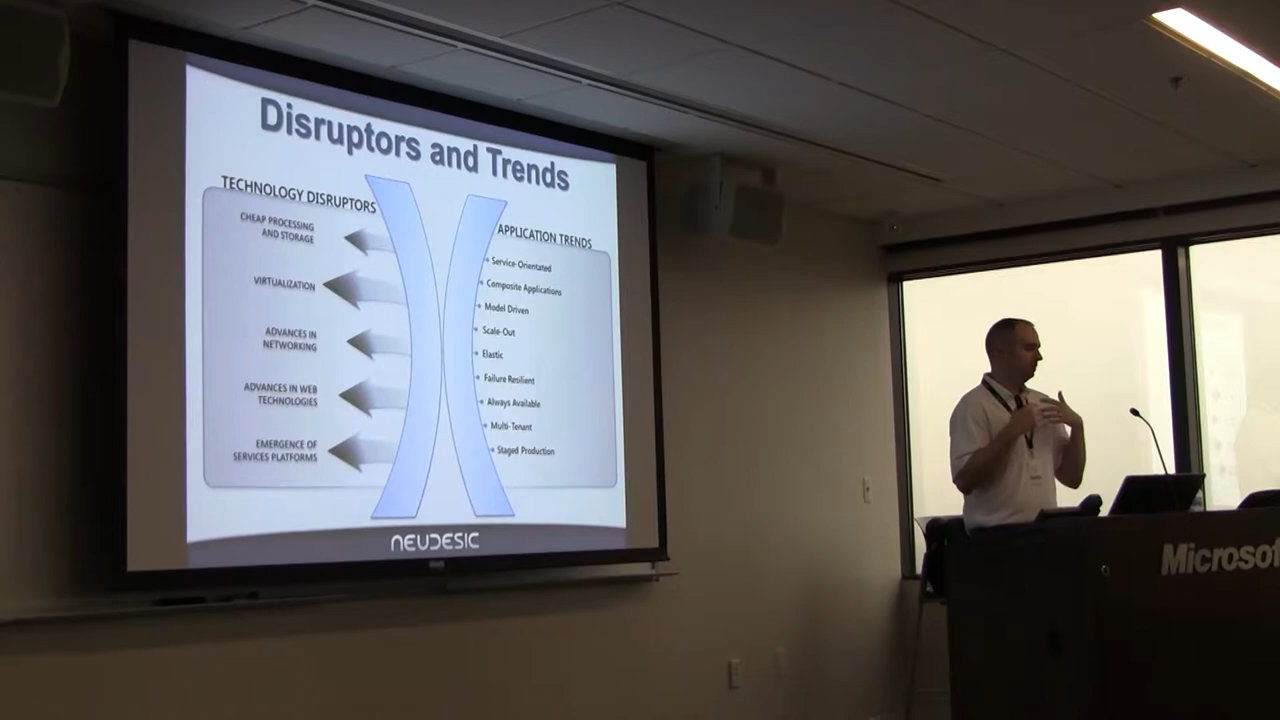 Disruptors and Trends
TECHNOLOGY DISRUPTORS
CHEAP PROCESSING
AND STORAGE
VIRTUALIZATION
ADVANCES IN
NETWORKING
ADVANCES IN WEB
TECHNOLOGIES
EMERGENCE OF
SERVICES PLATFORMS
APPLICATION TRENDS
Service-Orientated
Composite Applications
Model Driven
Scale-Out
Elastic
Failure Resilient
Always Available
Multi-Tenant
Staged Production
NEUDESIC
Microsof